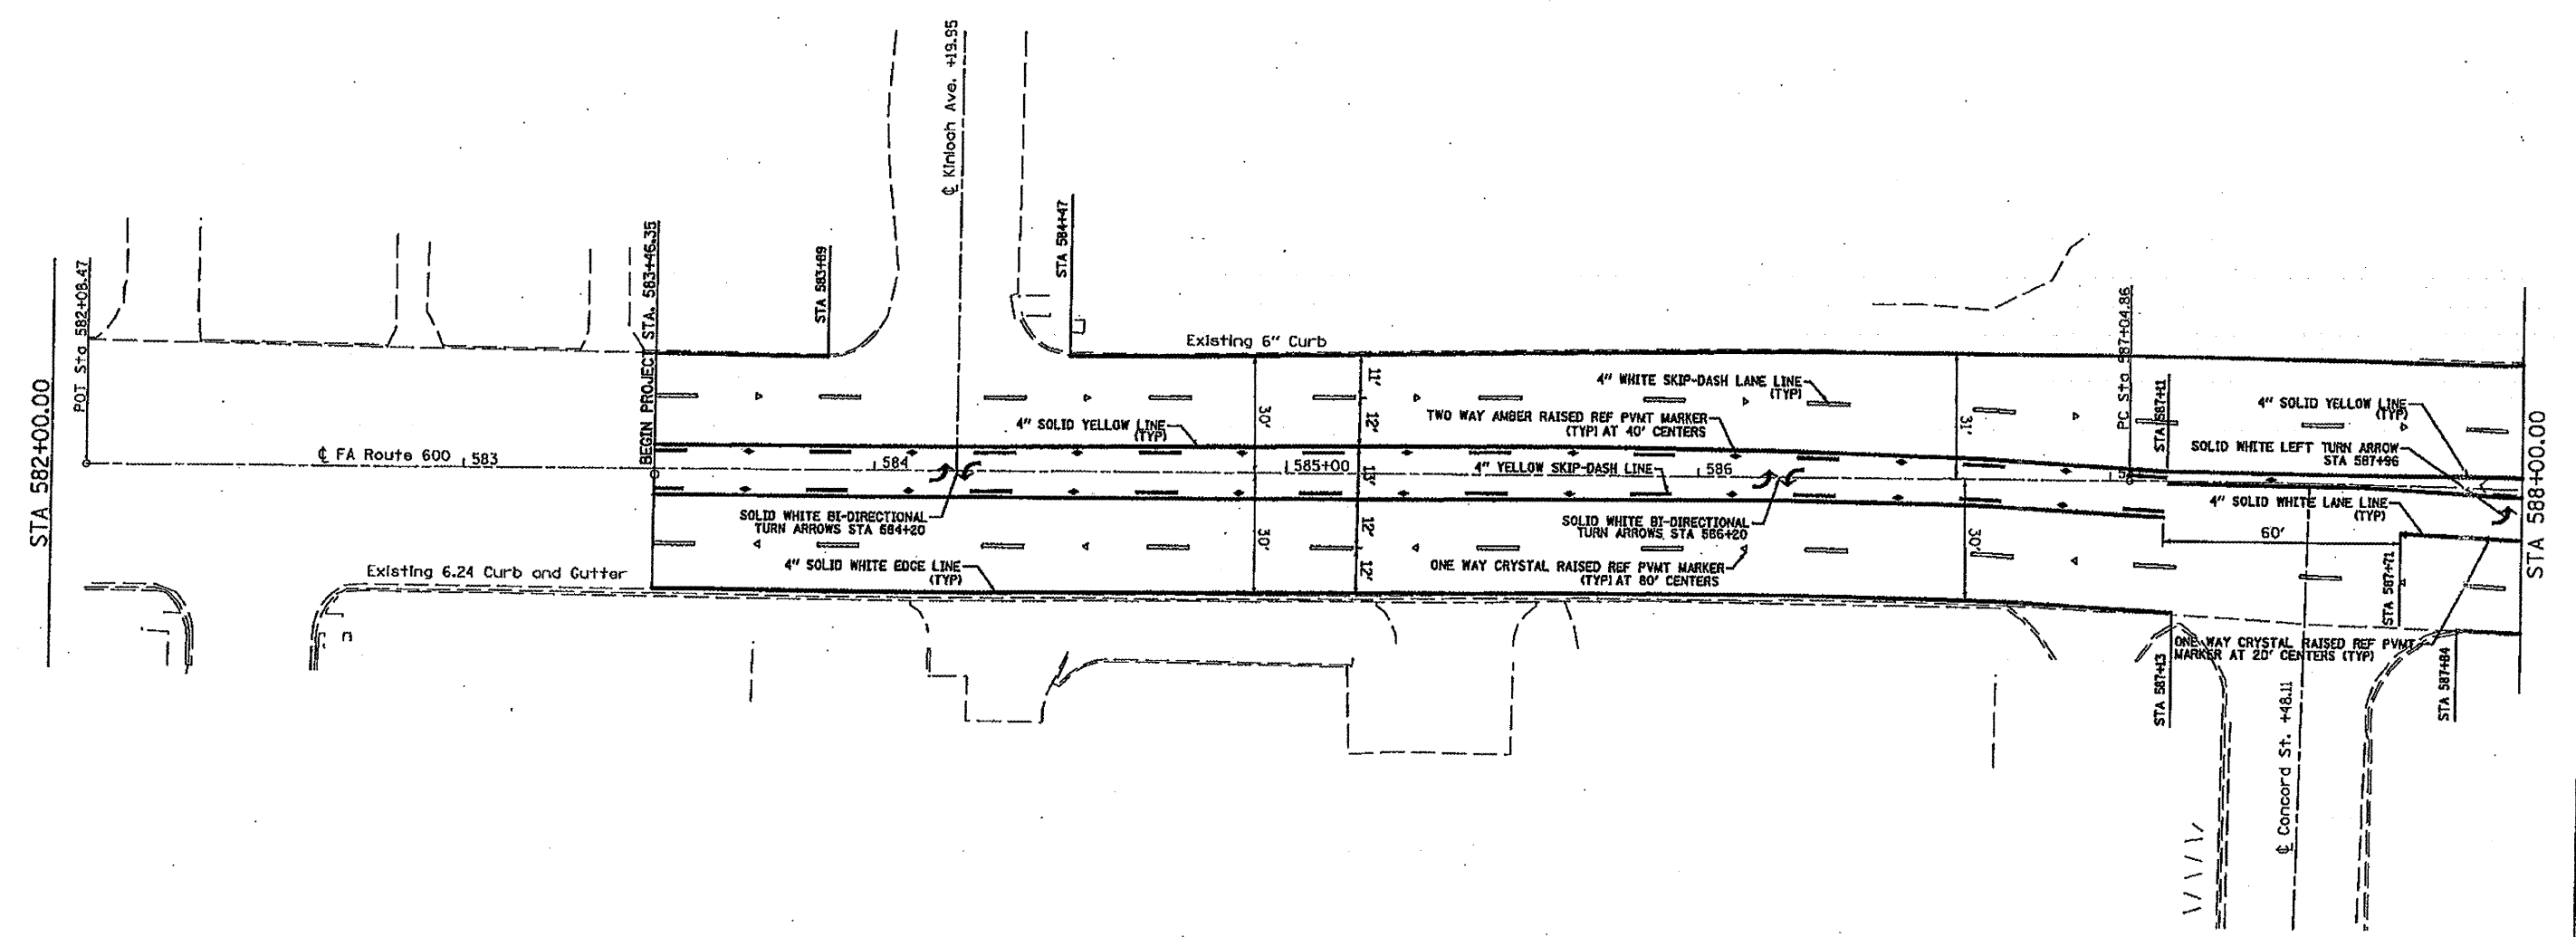 STA 582+00.00
POT Sta 582+08.47
BEGIN PROJECT STA. 583+46.35
STA 583+89
℄ Kinloch Ave. +19.95
STA 584+47
Existing 6" Curb
PC Sta 587+04.86
STA 587+11
STA 588+00.00
℄ FA Route 600
583
584
585+00
586
4" SOLID YELLOW LINE
(TYP)
30'
11'
12'
13'
12'
12'
30'
4" WHITE SKIP-DASH LANE LINE
(TYP)
TWO WAY AMBER RAISED REF PVMT MARKER
(TYP) AT 40' CENTERS
4" YELLOW SKIP-DASH LINE
31'
30'
4" SOLID YELLOW LINE
(TYP)
SOLID WHITE LEFT TURN ARROW
STA 587+96
4" SOLID WHITE LANE LINE
(TYP)
60'
SOLID WHITE BI-DIRECTIONAL
TURN ARROWS STA 584+20
SOLID WHITE BI-DIRECTIONAL
TURN ARROWS STA 586+20
4" SOLID WHITE EDGE LINE
(TYP)
ONE WAY CRYSTAL RAISED REF PVMT MARKER
(TYP) AT 80' CENTERS
Existing 6.24 Curb and Gutter
STA 587+71
ONE WAY CRYSTAL RAISED REF PVMT
MARKER AT 20' CENTERS (TYP)
STA 587+13
STA 587+84
℄ Concord St. +48.11